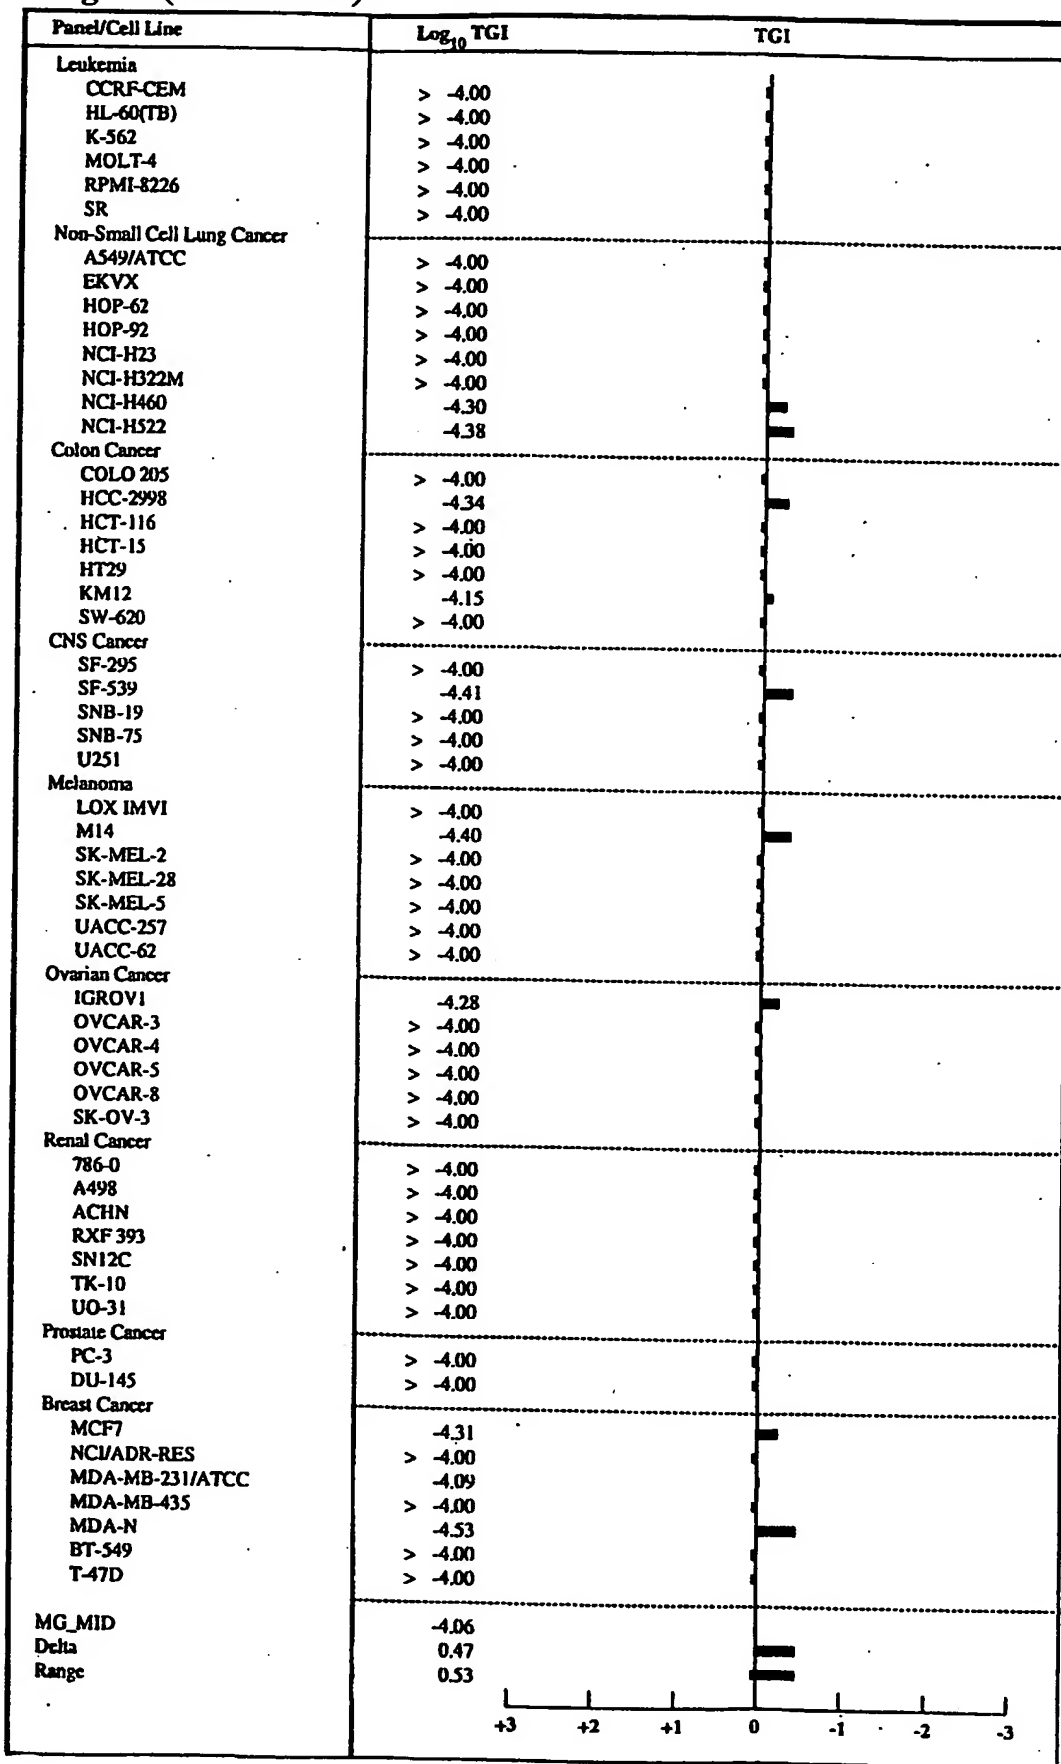 Panel/Cell Line Log10 TGI TGI
Leukemia
CCRF-CEM > -4.00
HL-60(TB) > -4.00
K-562 > -4.00
MOLT-4 > -4.00
RPMI-8226 > -4.00
SR > -4.00
Non-Small Cell Lung Cancer
A549/ATCC > -4.00
EKVX > -4.00
HOP-62 > -4.00
HOP-92 > -4.00
NCI-H23 > -4.00
NCI-H322M > -4.00
NCI-H460 -4.30
NCI-H522 -4.38
Colon Cancer
COLO 205 > -4.00
HCC-2998 -4.34
HCT-116 > -4.00
HCT-15 > -4.00
HT29 > -4.00
KM12 -4.15
SW-620 > -4.00
CNS Cancer
SF-295 > -4.00
SF-539 -4.41
SNB-19 > -4.00
SNB-75 > -4.00
U251 > -4.00
Melanoma
LOX IMVI > -4.00
M14 -4.40
SK-MEL-2 > -4.00
SK-MEL-28 > -4.00
SK-MEL-5 > -4.00
UACC-257 > -4.00
UACC-62 > -4.00
Ovarian Cancer
IGROV1 -4.28
OVCAR-3 > -4.00
OVCAR-4 > -4.00
OVCAR-5 > -4.00
OVCAR-8 > -4.00
SK-OV-3 > -4.00
Renal Cancer
786-0 > -4.00
A498 > -4.00
ACHN > -4.00
RXF 393 > -4.00
SN12C > -4.00
TK-10 > -4.00
UO-31 > -4.00
Prostate Cancer
PC-3 > -4.00
DU-145 > -4.00
Breast Cancer
MCF7 -4.31
NCI/ADR-RES > -4.00
MDA-MB-231/ATCC -4.09
MDA-MB-435 > -4.00
MDA-N -4.53
BT-549 > -4.00
T-47D > -4.00
MG_MID -4.06
Delta 0.47
Range 0.53
+3 +2 +1 0 -1 -2 -3